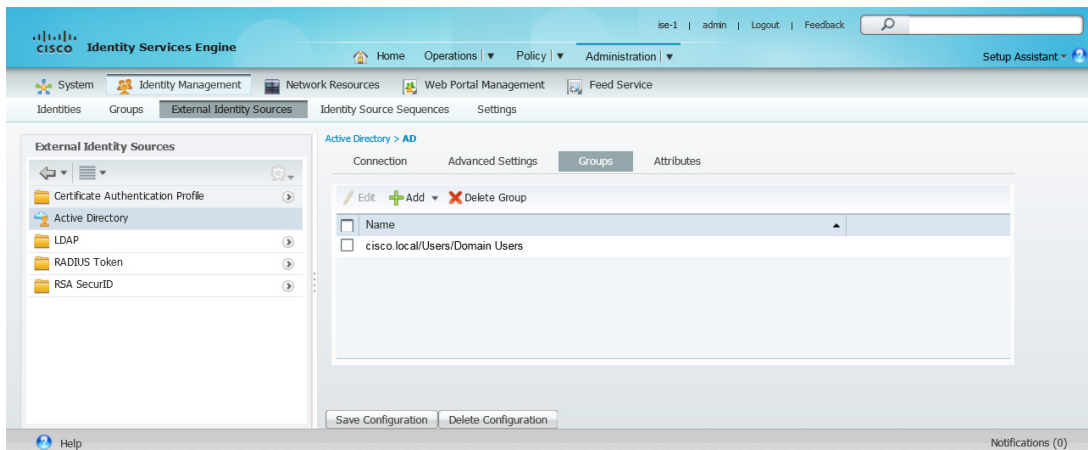 ise-1 | admin | Logout | Feedback
CISCO Identity Services Engine
Home Operations Policy Administration Setup Assistant
System Identity Management Network Resources Web Portal Management Feed Service
Identities Groups External Identity Sources Identity Source Sequences Settings
External Identity Sources
Certificate Authentication Profile
Active Directory
LDAP
RADIUS Token
RSA SecurID
Active Directory > AD
Connection Advanced Settings Groups Attributes
Edit Add Delete Group
Name
cisco.local/Users/Domain Users
Save Configuration Delete Configuration
Help Notifications (0)